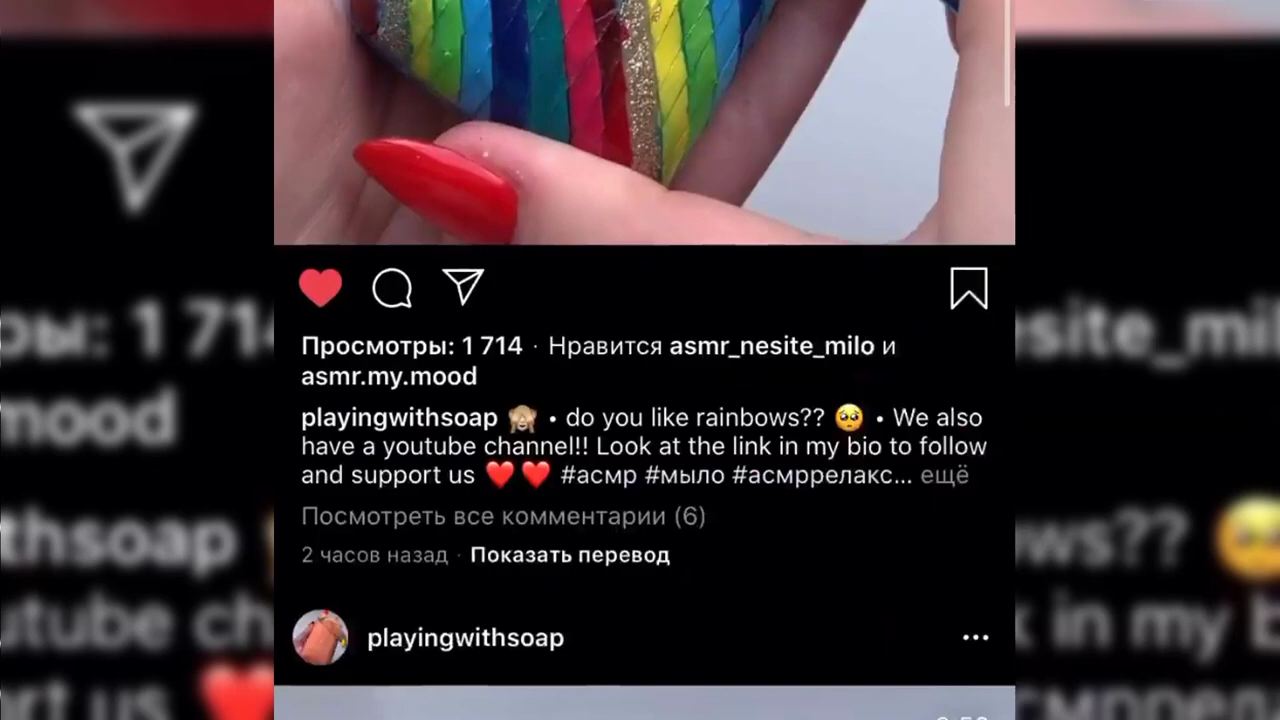 Просмотры: 1 714 · Нравится asmr_nesite_milo и
asmr.my.mood
playingwithsoap 🙈 • do you like rainbows?? 🥺 • We also
have a youtube channel!! Look at the link in my bio to follow
and support us ❤️❤️ #асмр #мыло #асмррелакс... ещё
Посмотреть все комментарии (6)
2 часов назад · Показать перевод
playingwithsoap